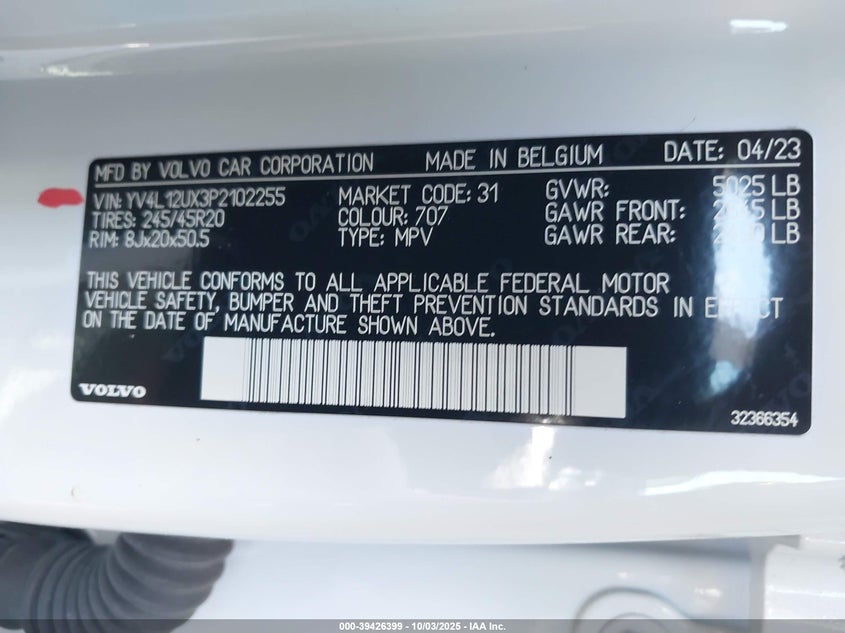 MFD BY VOLVO CAR CORPORATION MADE IN BELGIUM DATE: 04/23
VIN: YV4L12UX3P2102255 MARKET CODE: 31 GVWR: 5025 LB
TIRES: 245/45R20 COLOUR: 707 GAWR FRONT: LB
RIM: 8Jx20x50.5 TYPE: MPV GAWR REAR: LB
THIS VEHICLE CONFORMS TO ALL APPLICABLE FEDERAL MOTOR
VEHICLE SAFETY, BUMPER AND THEFT PREVENTION STANDARDS IN EFFECT
ON THE DATE OF MANUFACTURE SHOWN ABOVE.
VOLVO
32366354
000-39426399 - 10/03/2025 - IAA Inc.